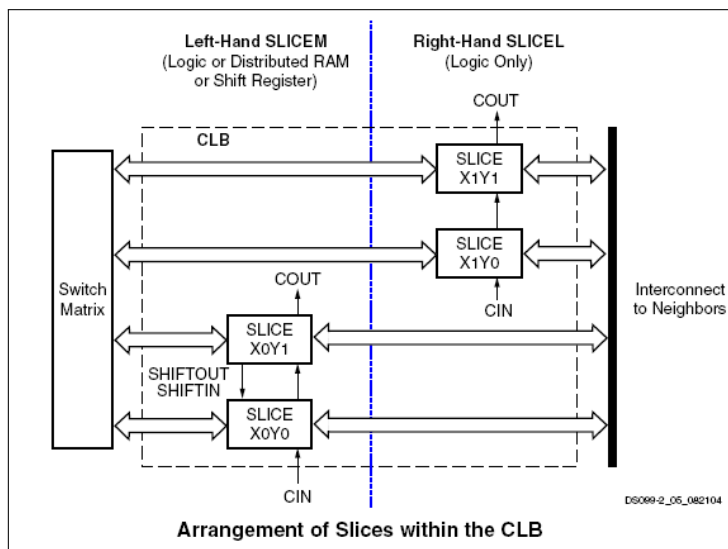 Left-Hand SLICEM
(Logic or Distributed RAM
or Shift Register)
Right-Hand SLICEL
(Logic Only)
COUT
CLB
SLICE
X1Y1
SLICE
X1Y0
COUT
CIN
Switch
Matrix
Interconnect
to Neighbors
SLICE
X0Y1
SHIFTOUT
SHIFTIN
SLICE
X0Y0
CIN
DS099-2_05_082104
Arrangement of Slices within the CLB